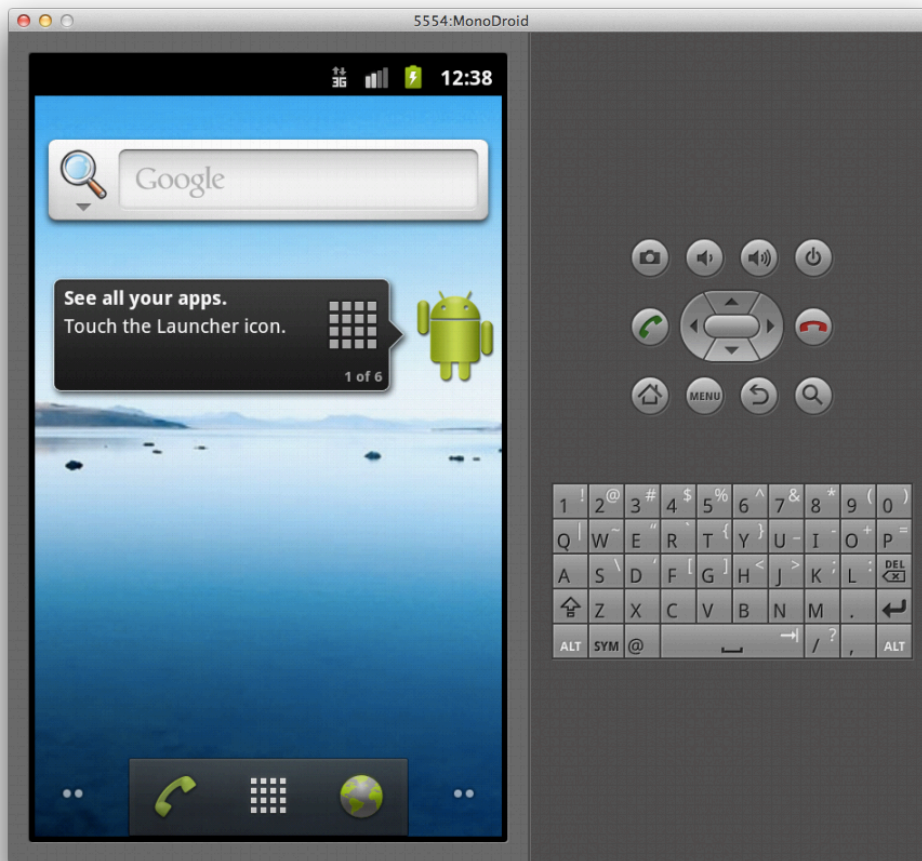 5554:MonoDroid
3G 12:38
Google
See all your apps.
Touch the Launcher icon.
1 of 6
MENU
1 ! 2 @ 3 # 4 $ 5 % 6 ^ 7 & 8 * 9 ( 0 )
Q | W ~ E " R ` T { Y } U _ I - O + P =
A S \ D ' F [ G ] H < J > K ; L : DEL
Z X C V B N M .
ALT SYM @ / ? , ALT